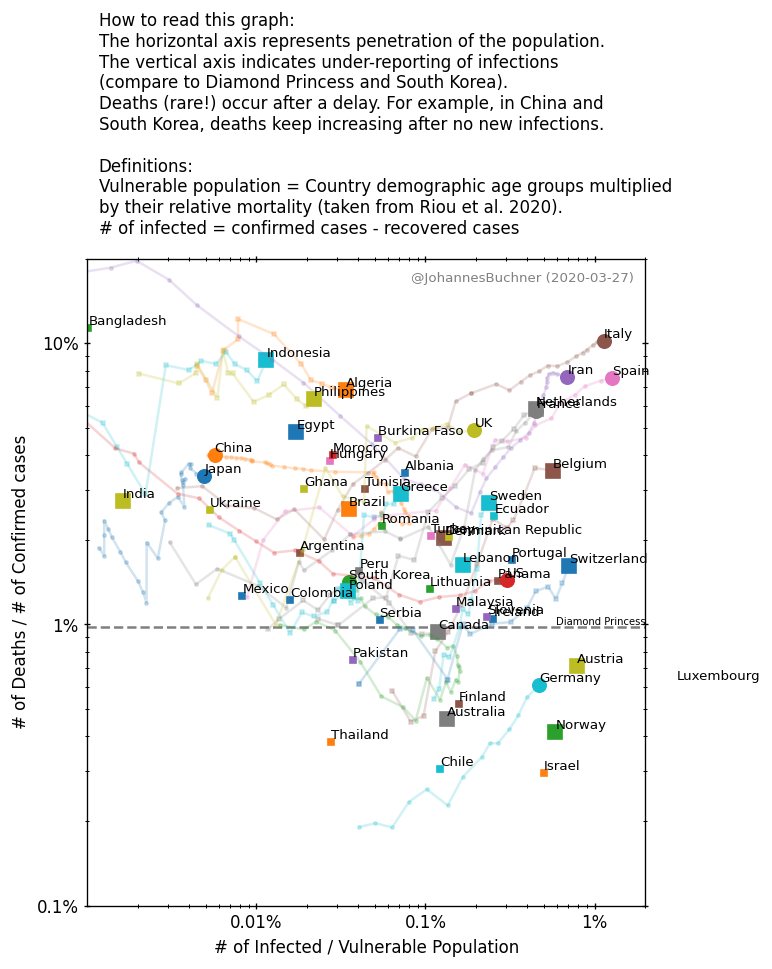 How to read this graph:
The horizontal axis represents penetration of the population.
The vertical axis indicates under-reporting of infections
(compare to Diamond Princess and South Korea).
Deaths (rare!) occur after a delay. For example, in China and
South Korea, deaths keep increasing after no new infections.
Definitions:
Vulnerable population = Country demographic age groups multiplied
by their relative mortality (taken from Riou et al. 2020).
# of infected = confirmed cases - recovered cases
@JohannesBuchner (2020-03-27)
Bangladesh
Italy
10%
Indonesia
Iran
Spain
Algeria
Philippines
Netherlands
France
Egypt
UK
Burkina Faso
China
Morocco
Hungary
Japan
Albania
Belgium
Ghana
Tunisia
Greece
India
Ukraine
Brazil
Sweden
Ecuador
Romania
Turkey
Dominican Republic
Denmark
Argentina
Peru
Lebanon
Portugal
Switzerland
South Korea
Poland
Lithuania
Panama
US
Mexico
Colombia
Malaysia
Serbia
Slovenia
Ireland
1%
Canada
Diamond Princess
Pakistan
Austria
Germany
Luxembourg
Finland
Australia
Norway
Thailand
Chile
Israel
0.1%
0.01%
0.1%
1%
# of Infected / Vulnerable Population
# of Deaths / # of Confirmed cases